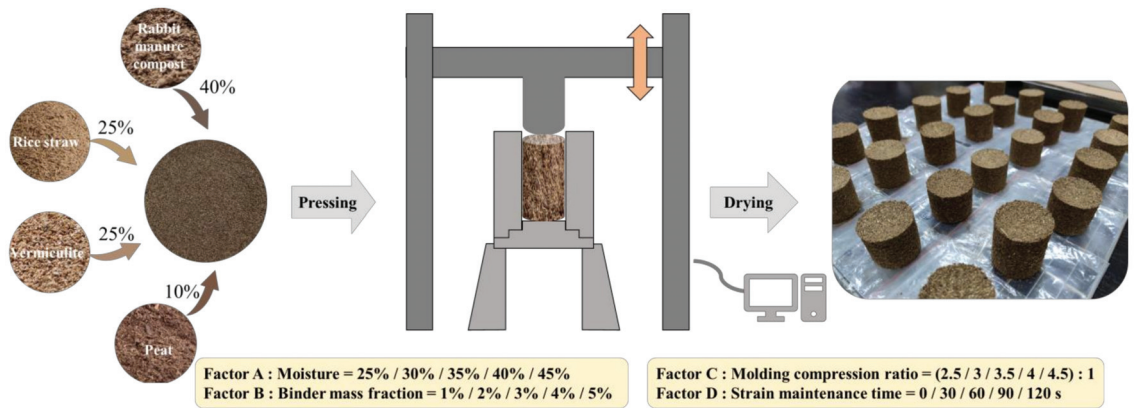 Rabbit
manure
compost
40%
Rice straw
25%
Vermiculite
25%
10%
Peat
Pressing
Drying
Factor A : Moisture = 25% / 30% / 35% / 40% / 45%
Factor B : Binder mass fraction = 1% / 2% / 3% / 4% / 5%
Factor C : Molding compression ratio = (2.5 / 3 / 3.5 / 4 / 4.5) : 1
Factor D : Strain maintenance time = 0 / 30 / 60 / 90 / 120 s